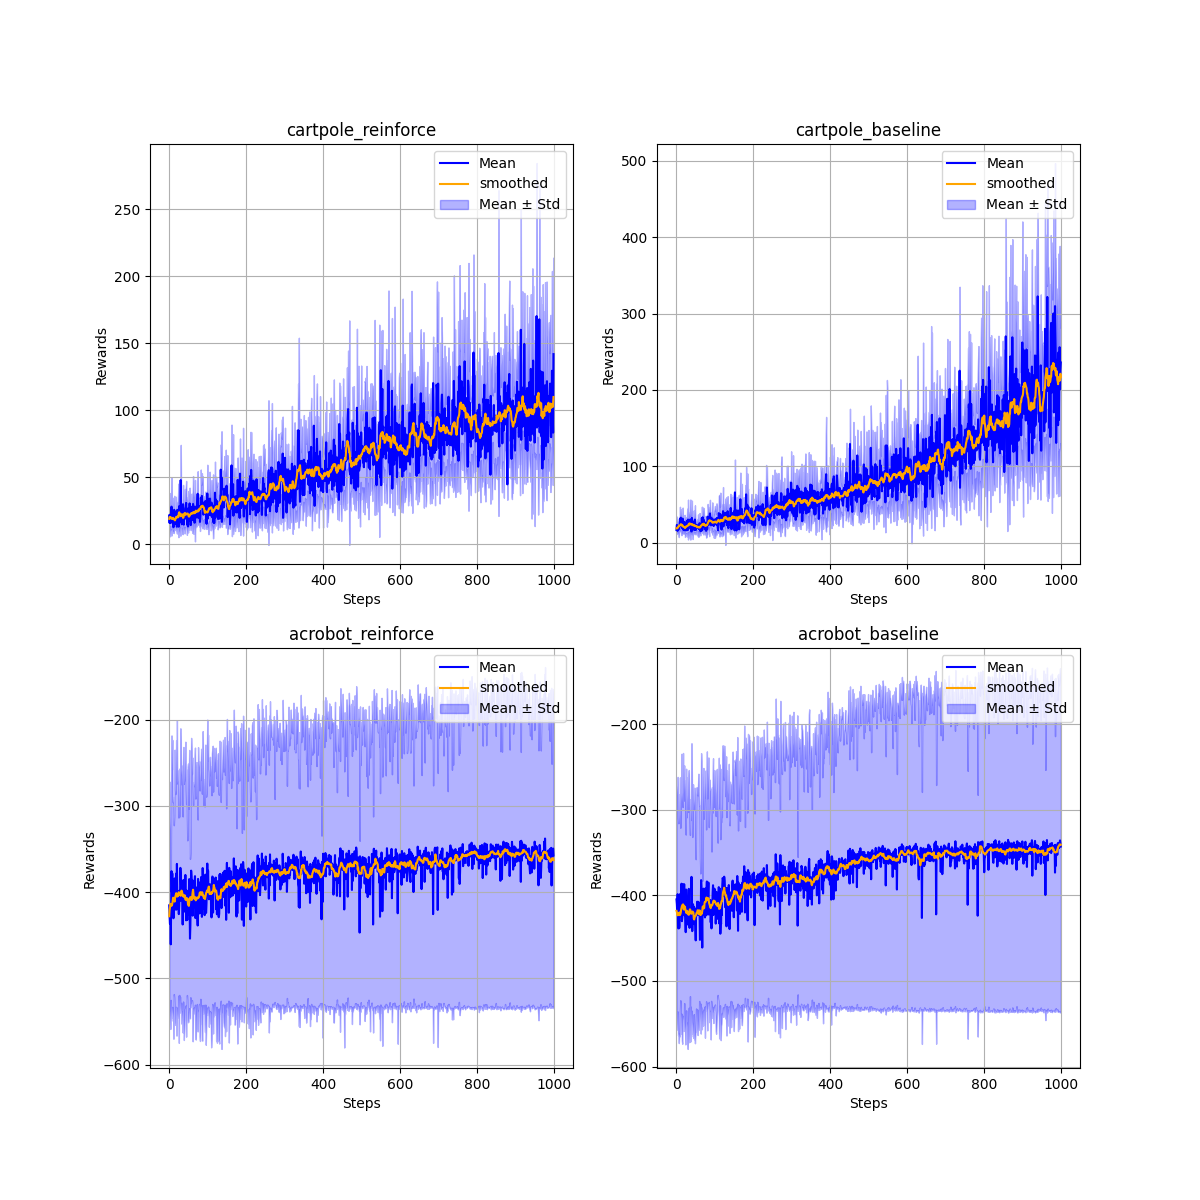 cartpole_reinforce
Mean
smoothed
Mean ± Std
250
200
150
100
50
0
Rewards
0 200 400 600 800 1000
Steps
cartpole_baseline
Mean
smoothed
Mean ± Std
500
400
300
200
100
0
Rewards
0 200 400 600 800 1000
Steps
acrobot_reinforce
Mean
smoothed
Mean ± Std
−200
−300
−400
−500
−600
Rewards
0 200 400 600 800 1000
Steps
acrobot_baseline
Mean
smoothed
Mean ± Std
−200
−300
−400
−500
−600
Rewards
0 200 400 600 800 1000
Steps